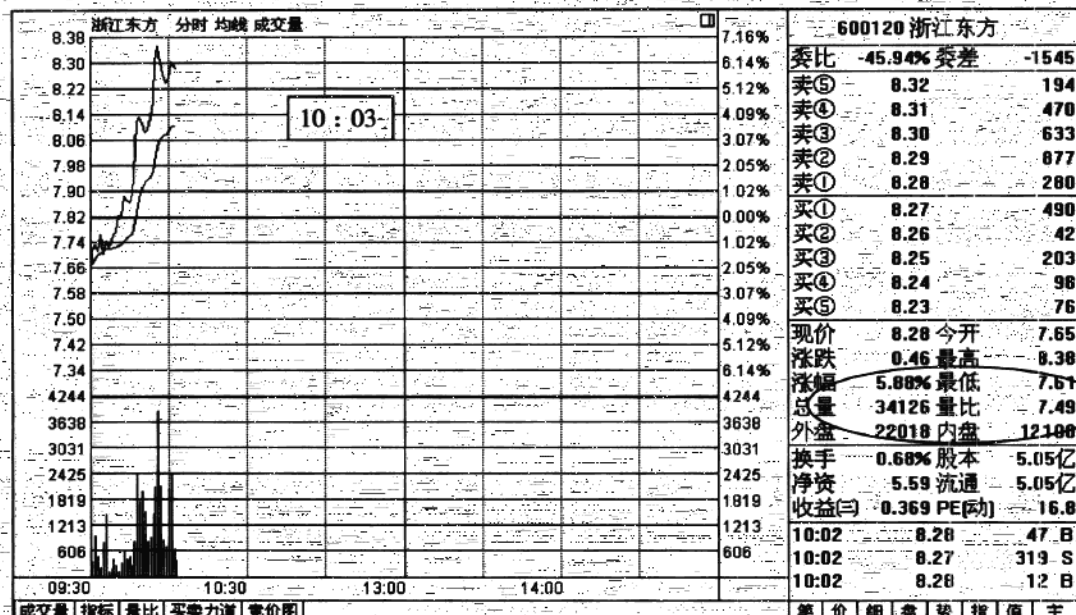 浙江东方 分时 均线 成交量
8.38
8.30
8.22
8.14
8.06
7.98
7.90
7.82
7.74
7.66
7.58
7.50
7.42
7.34
4244
3638
3031
2425
1819
1213
606
10:03
7.16%
6.14%
5.12%
4.09%
3.07%
2.05%
1.02%
0.00%
1.02%
2.05%
3.07%
4.09%
5.12%
6.14%
4244
3638
3031
2425
1819
1213
606
09:30 10:30 13:00 14:00
成交量 指标 量比 买卖力道 竞价图
600120 浙江东方
委比 -45.94% 委差 -1545
卖⑤ 8.32 194
卖④ 8.31 470
卖③ 8.30 633
卖② 8.29 877
卖① 8.28 280
买① 8.27 490
买② 8.26 42
买③ 8.25 203
买④ 8.24 98
买⑤ 8.23 76
现价 8.28 今开 7.65
涨跌 0.46 最高 8.38
涨幅 5.88% 最低 7.61
总量 34126 量比 7.49
外盘 22018 内盘 12108
换手 0.68% 股本 5.05亿
净资 5.59 流通 5.05亿
收益(三) 0.369 PE(动) 16.8
10:02 8.28 47 B
10:02 8.27 319 S
10:02 8.28 12 B
笔 价 细 盘 势 指 值 主